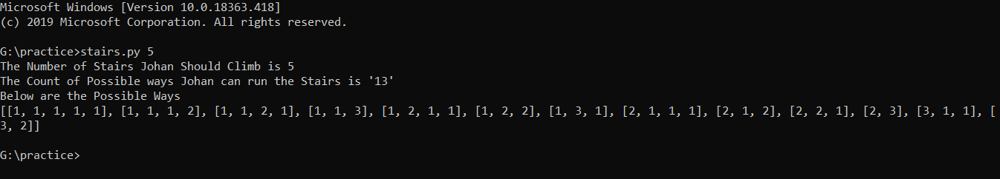 Microsoft Windows [Version 10.0.18363.418]
(c) 2019 Microsoft Corporation. All rights reserved.
G:\practice>stairs.py 5
The Number of Stairs Johan Should Climb is 5
The Count of Possible ways Johan can run the Stairs is '13'
Below are the Possible Ways
[[1, 1, 1, 1, 1], [1, 1, 1, 2], [1, 1, 2, 1], [1, 1, 3], [1, 2, 1, 1], [1, 2, 2], [1, 3, 1], [2, 1, 1, 1], [2, 1, 2], [2, 2, 1], [2, 3], [3, 1, 1], [
3, 2]]
G:\practice>